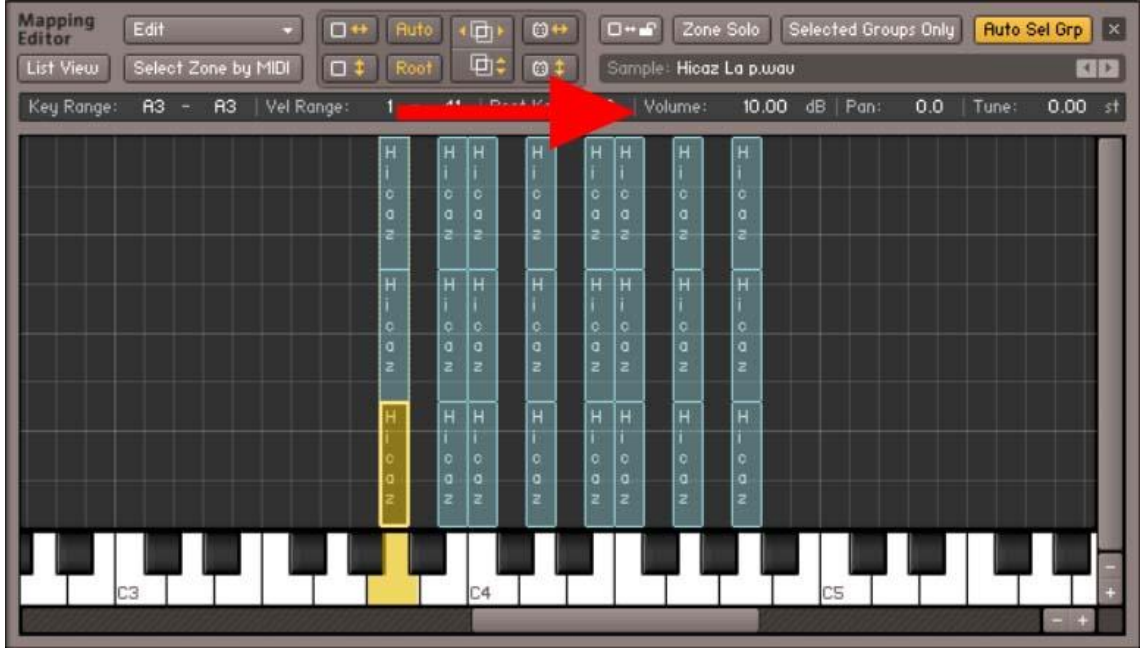 Mapping Editor
Edit
Auto
Zone Solo
Selected Groups Only
Auto Sel Grp
×
List View
Select Zone by MIDI
Root
Sample: Hicaz La p.wav
Key Range: A3 - A3 | Vel Range: 1 - | Volume: 10.00 dB | Pan: 0.0 | Tune: 0.00 st
Hicaz Hicaz Hicaz Hicaz Hicaz Hicaz Hicaz Hicaz
Hicaz Hicaz Hicaz Hicaz Hicaz Hicaz Hicaz Hicaz
Hicaz Hicaz Hicaz Hicaz Hicaz Hicaz Hicaz Hicaz
C3 C4 C5